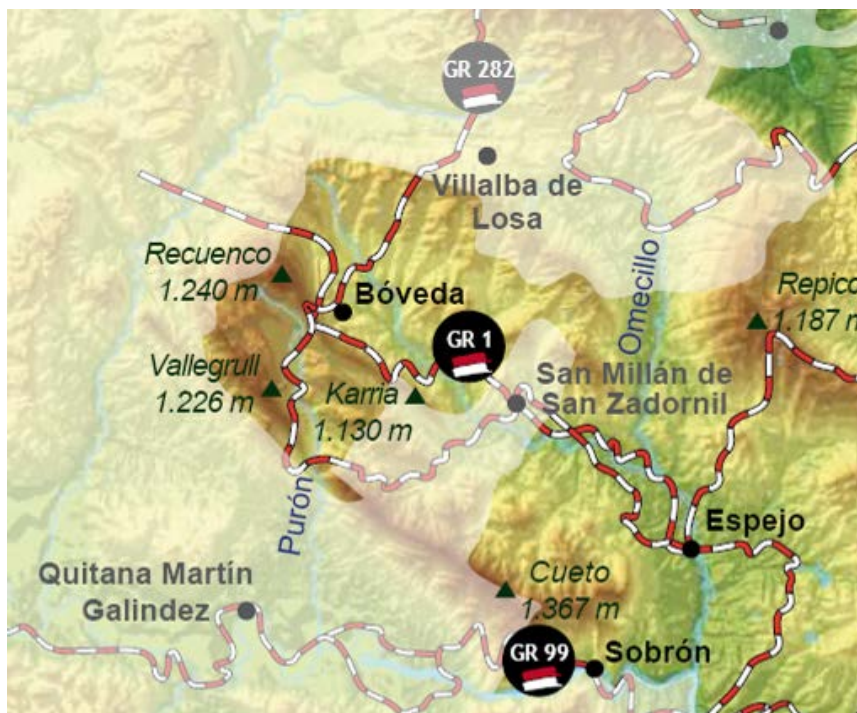 GR 282
Villalba de
Losa
Recuenco
1.240 m
Bóveda
Omecillo
Repico
1.187 m
GR 1
Vallegrull
1.226 m
Karria
1.130 m
San Millán de
San Zadornil
Purón
Espejo
Quitana Martín
Galindez
Cueto
1.367 m
GR 99
Sobrón